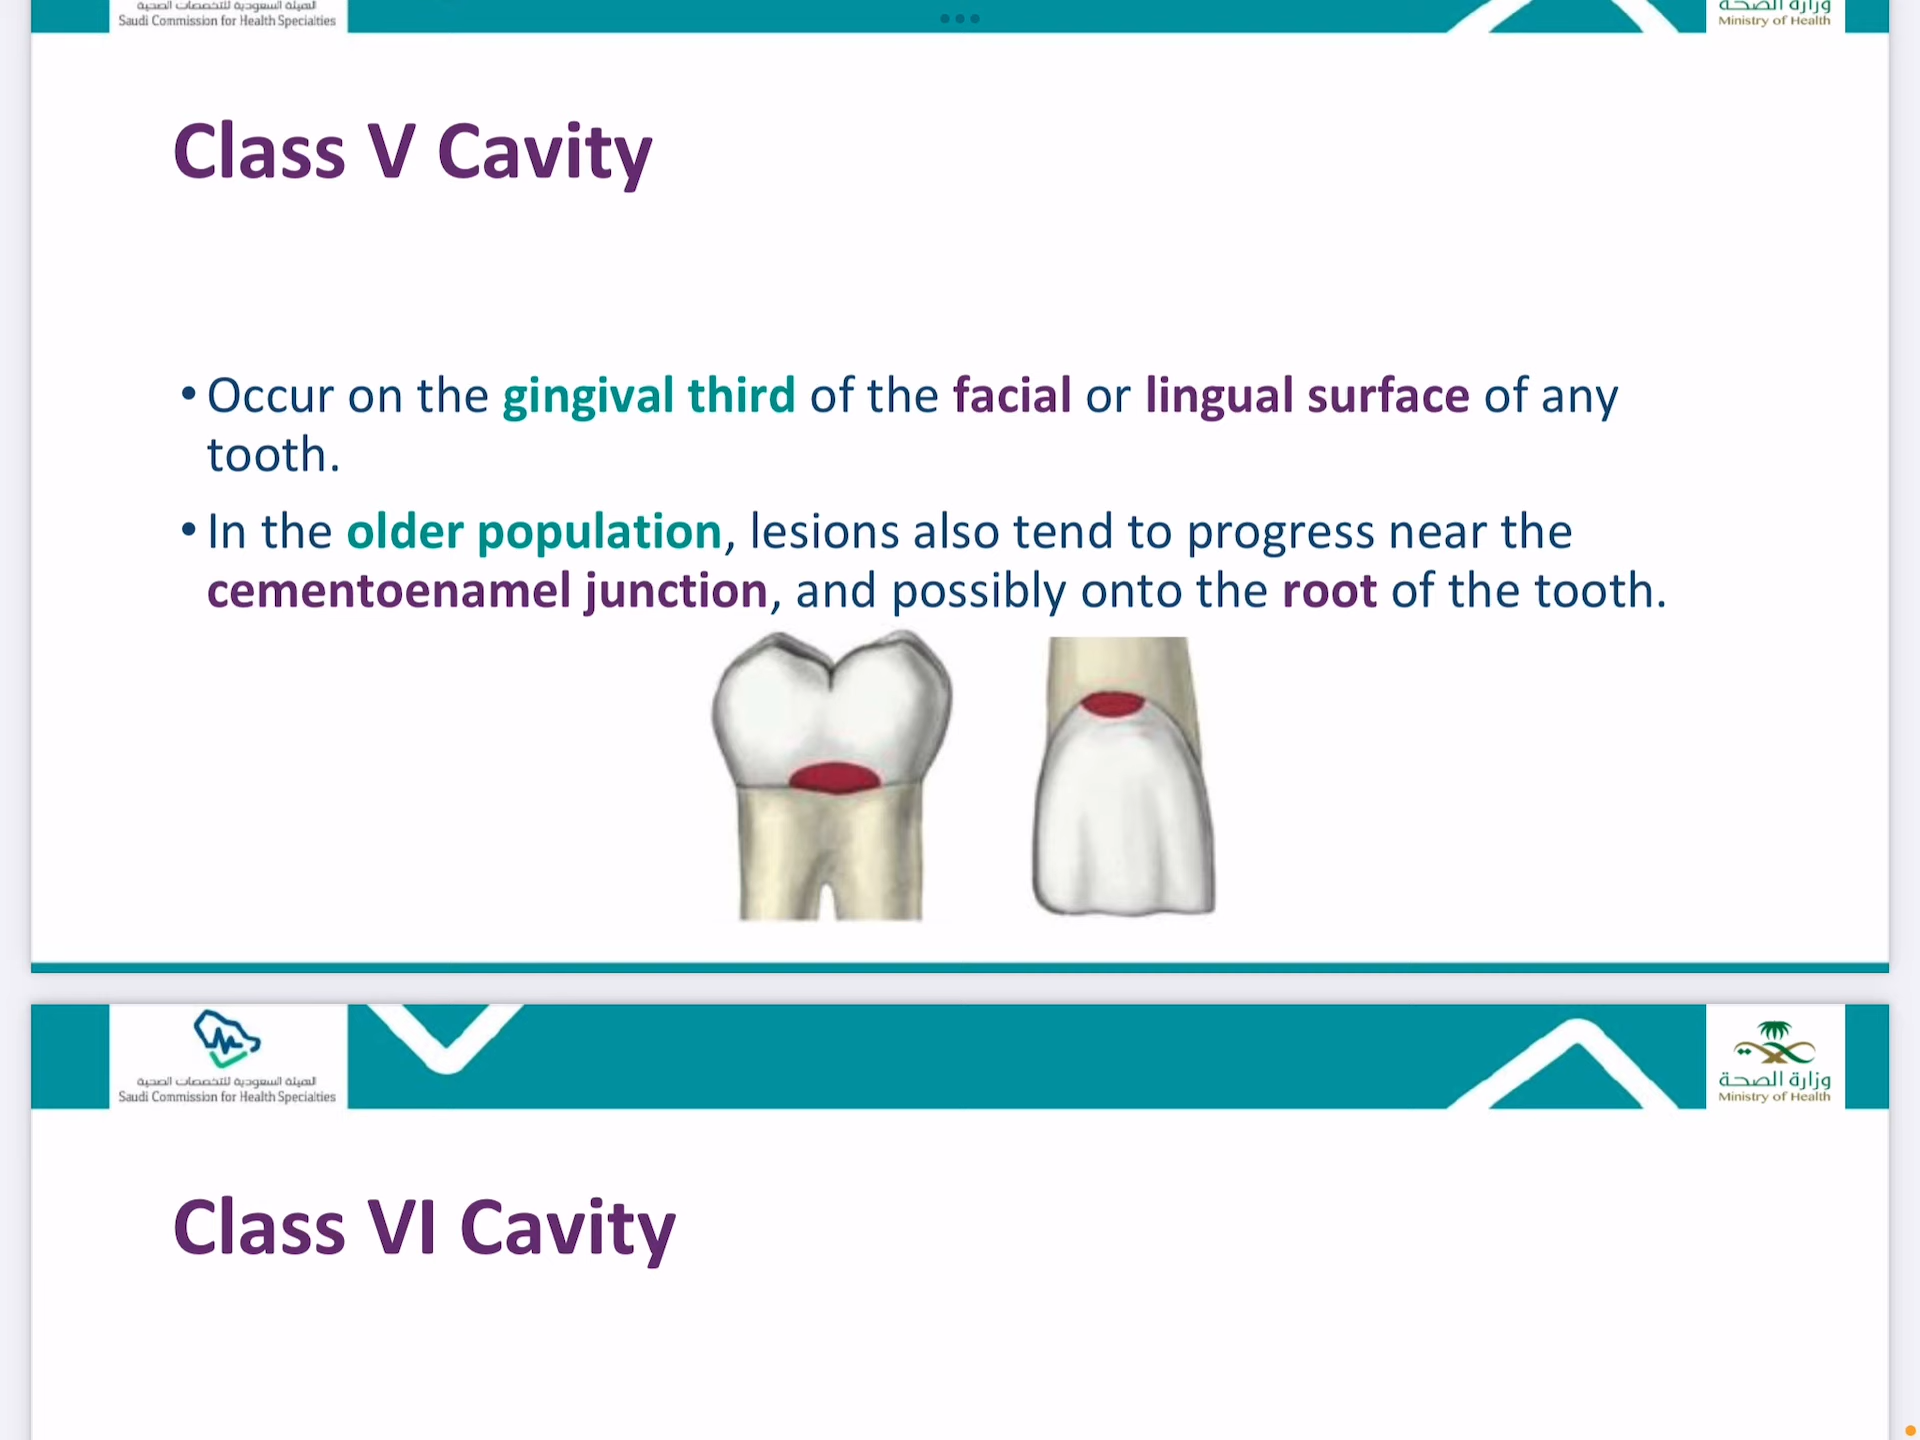 الهيئة السعودية للتخصصات الصحية
Saudi Commission for Health Specialties
وزارة الصحة
Ministry of Health
Class V Cavity
• Occur on the gingival third of the facial or lingual surface of any
tooth.
• In the older population, lesions also tend to progress near the
cementoenamel junction, and possibly onto the root of the tooth.
الهيئة السعودية للتخصصات الصحية
Saudi Commission for Health Specialties
وزارة الصحة
Ministry of Health
Class VI Cavity